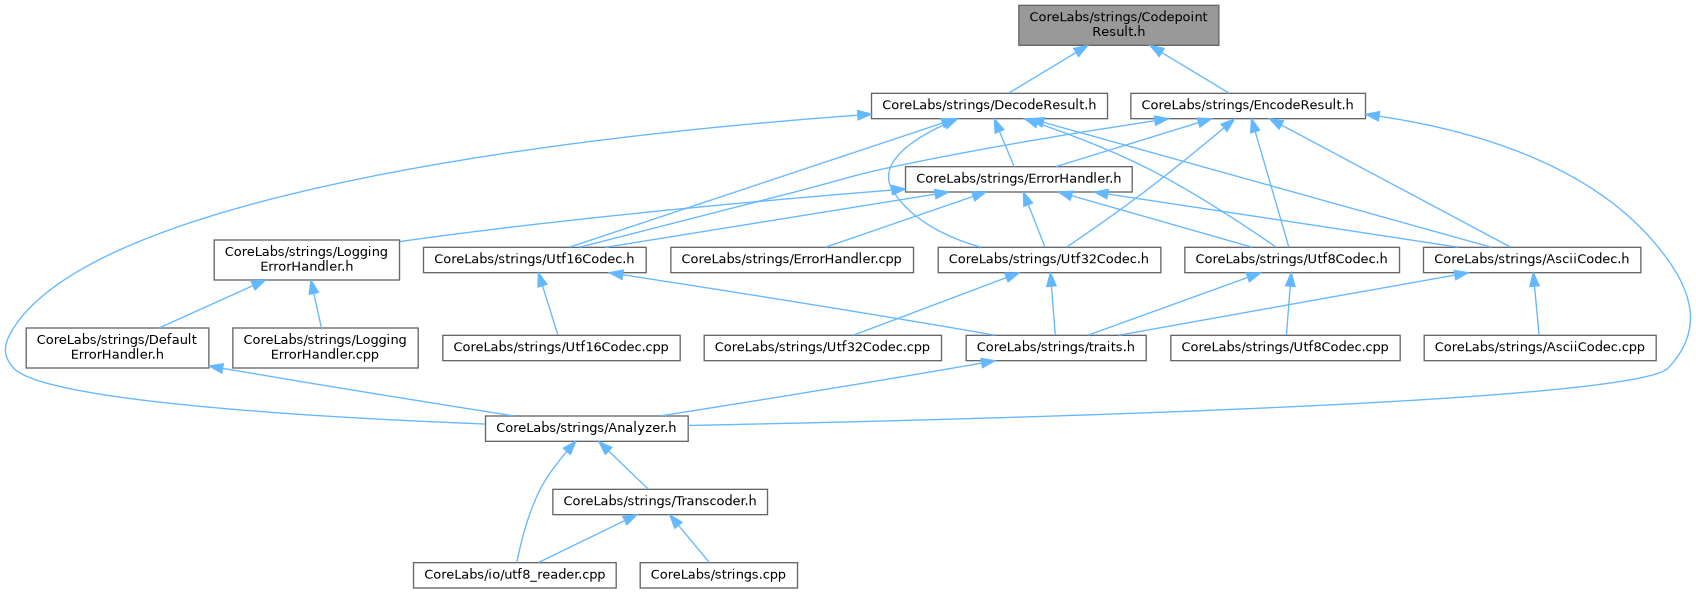 CoreLabs/strings/Codepoint
Result.h
CoreLabs/strings/DecodeResult.h
CoreLabs/strings/EncodeResult.h
CoreLabs/strings/ErrorHandler.h
CoreLabs/strings/Logging
ErrorHandler.h
CoreLabs/strings/Utf16Codec.h
CoreLabs/strings/ErrorHandler.cpp
CoreLabs/strings/Utf32Codec.h
CoreLabs/strings/Utf8Codec.h
CoreLabs/strings/AsciiCodec.h
CoreLabs/strings/Default
ErrorHandler.h
CoreLabs/strings/Logging
ErrorHandler.cpp
CoreLabs/strings/Utf16Codec.cpp
CoreLabs/strings/Utf32Codec.cpp
CoreLabs/strings/traits.h
CoreLabs/strings/Utf8Codec.cpp
CoreLabs/strings/AsciiCodec.cpp
CoreLabs/strings/Analyzer.h
CoreLabs/strings/Transcoder.h
CoreLabs/io/utf8_reader.cpp
CoreLabs/strings.cpp